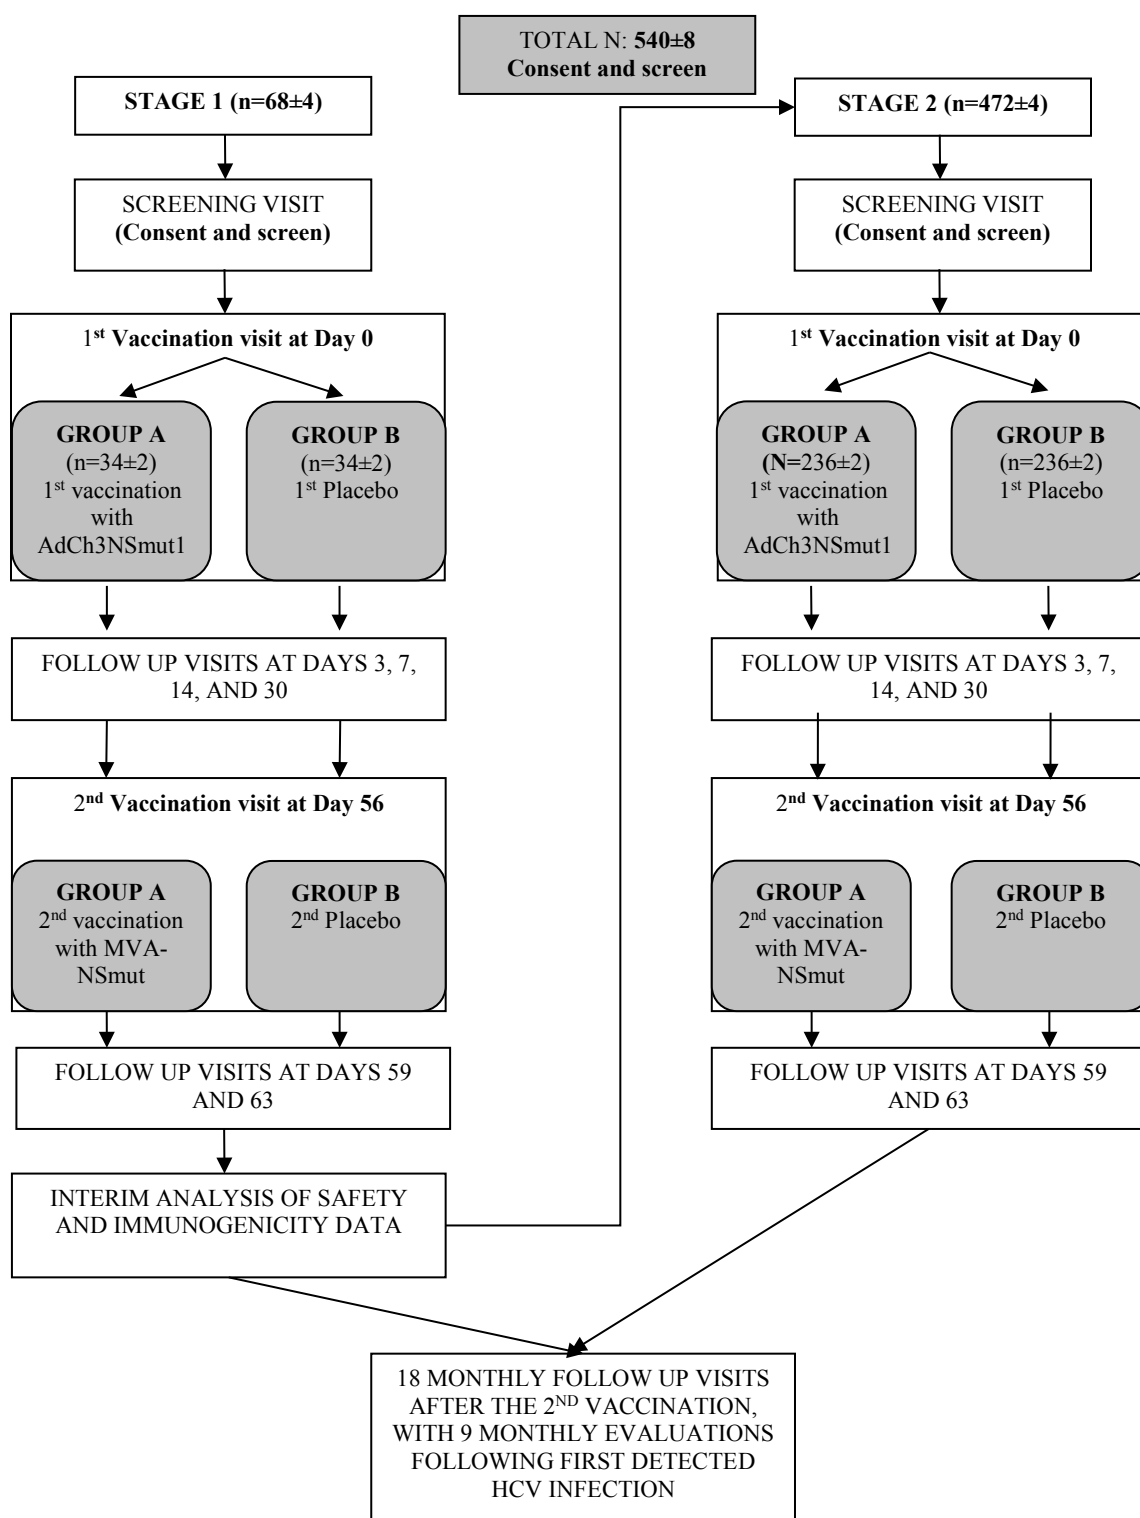 TOTAL N: 540±8
Consent and screen
STAGE 1 (n=68±4)
SCREENING VISIT
(Consent and screen)
1st Vaccination visit at Day 0
GROUP A
(n=34±2)
1st vaccination
with
AdCh3NSmut1
GROUP B
(n=34±2)
1st Placebo
FOLLOW UP VISITS AT DAYS 3, 7,
14, AND 30
2nd Vaccination visit at Day 56
GROUP A
2nd vaccination
with MVA-
NSmut
GROUP B
2nd Placebo
FOLLOW UP VISITS AT DAYS 59
AND 63
INTERIM ANALYSIS OF SAFETY
AND IMMUNOGENICITY DATA
STAGE 2 (n=472±4)
SCREENING VISIT
(Consent and screen)
1st Vaccination visit at Day 0
GROUP A
(N=236±2)
1st vaccination
with
AdCh3NSmut1
GROUP B
(n=236±2)
1st Placebo
FOLLOW UP VISITS AT DAYS 3, 7,
14, AND 30
2nd Vaccination visit at Day 56
GROUP A
2nd vaccination
with MVA-
NSmut
GROUP B
2nd Placebo
FOLLOW UP VISITS AT DAYS 59
AND 63
18 MONTHLY FOLLOW UP VISITS
AFTER THE 2ND VACCINATION,
WITH 9 MONTHLY EVALUATIONS
FOLLOWING FIRST DETECTED
HCV INFECTION